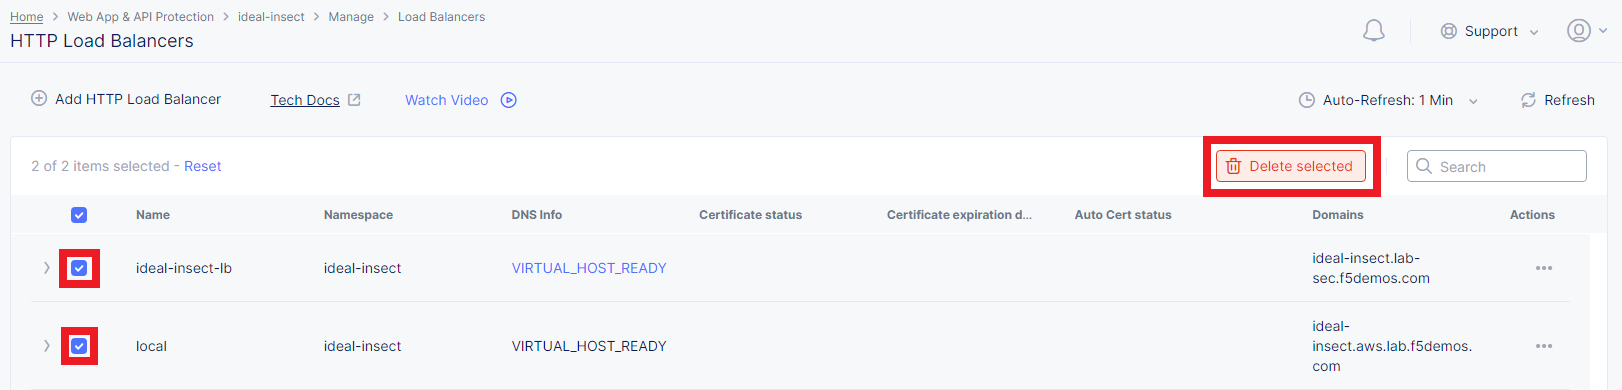 Home > Web App & API Protection > ideal-insect > Manage > Load Balancers
HTTP Load Balancers
Support
Add HTTP Load Balancer Tech Docs Watch Video Auto-Refresh: 1 Min Refresh
2 of 2 items selected - Reset Delete selected Search
Name Namespace DNS Info Certificate status Certificate expiration d... Auto Cert status Domains Actions
ideal-insect-lb ideal-insect VIRTUAL_HOST_READY ideal-insect.lab-
sec.f5demos.com
local ideal-insect VIRTUAL_HOST_READY ideal-
insect.aws.lab.f5demos.
com